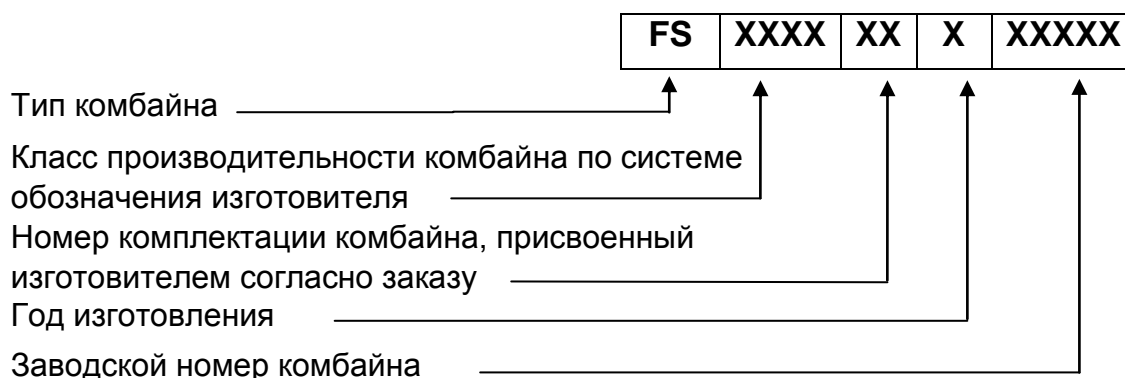 FS XXXX XX X XXXXX
Тип комбайна
Класс производительности комбайна по системе
обозначения изготовителя
Номер комплектации комбайна, присвоенный
изготовителем согласно заказу
Год изготовления
Заводской номер комбайна